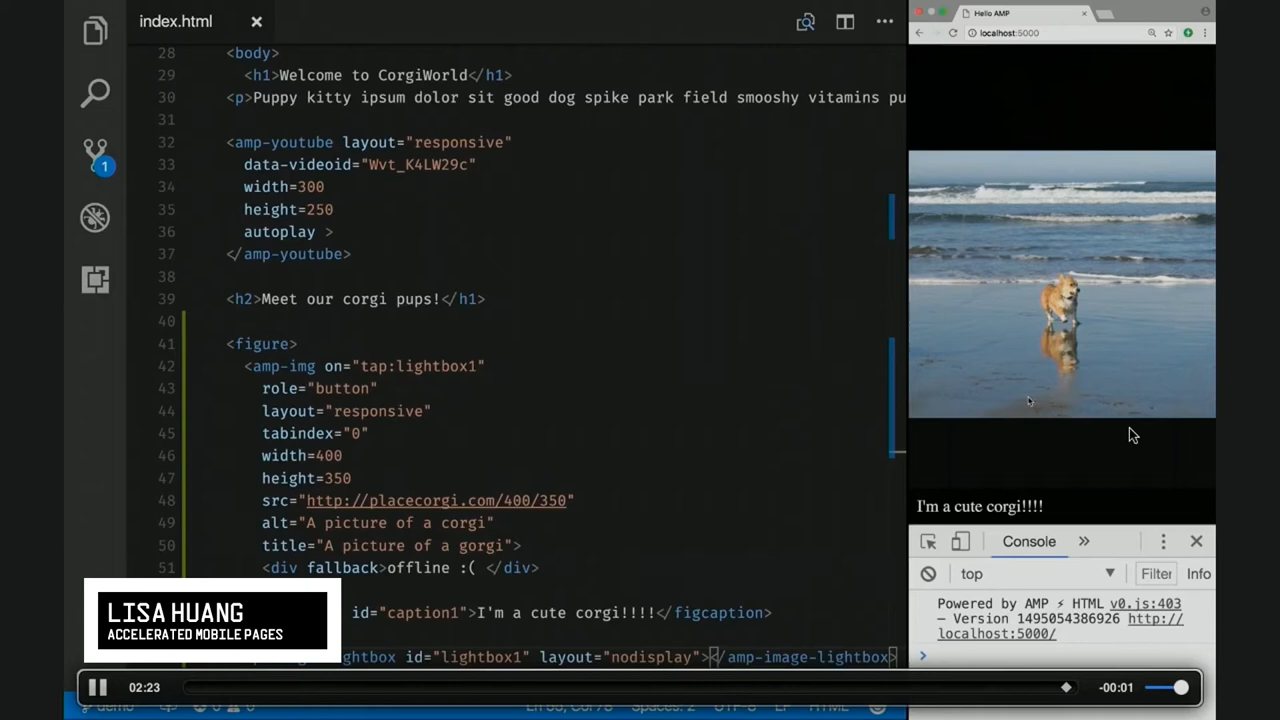 index.html
28 <body>
29 <h1>Welcome to CorgiWorld</h1>
30 <p>Puppy kitty ipsum dolor sit good dog spike park field smooshy vitamins pu
31
32 <amp-youtube layout="responsive"
33 data-videoid="Wvt_K4LW29c"
34 width=300
35 height=250
36 autoplay >
37 </amp-youtube>
38
39 <h2>Meet our corgi pups!</h1>
40
41 <figure>
42 <amp-img on="tap:lightbox1"
43 role="button"
44 layout="responsive"
45 tabindex="0"
46 width=400
47 height=350
48 src="http://placecorgi.com/400/350"
49 alt="A picture of a corgi"
50 title="A picture of a gorgi">
51 <div fallback>offline :( </div>
id="caption1">I'm a cute corgi!!!!</figcaption>
lightbox id="lightbox1" layout="nodisplay"></amp-image-lightbox>
1
LISA HUANG
ACCELERATED MOBILE PAGES
02:23
-00:01
Hello AMP
localhost:5000
I'm a cute corgi!!!!
Console »
top
Filter
Info
Powered by AMP ⚡ HTML v0.js:403
– Version 1495054386926 http://
localhost:5000/